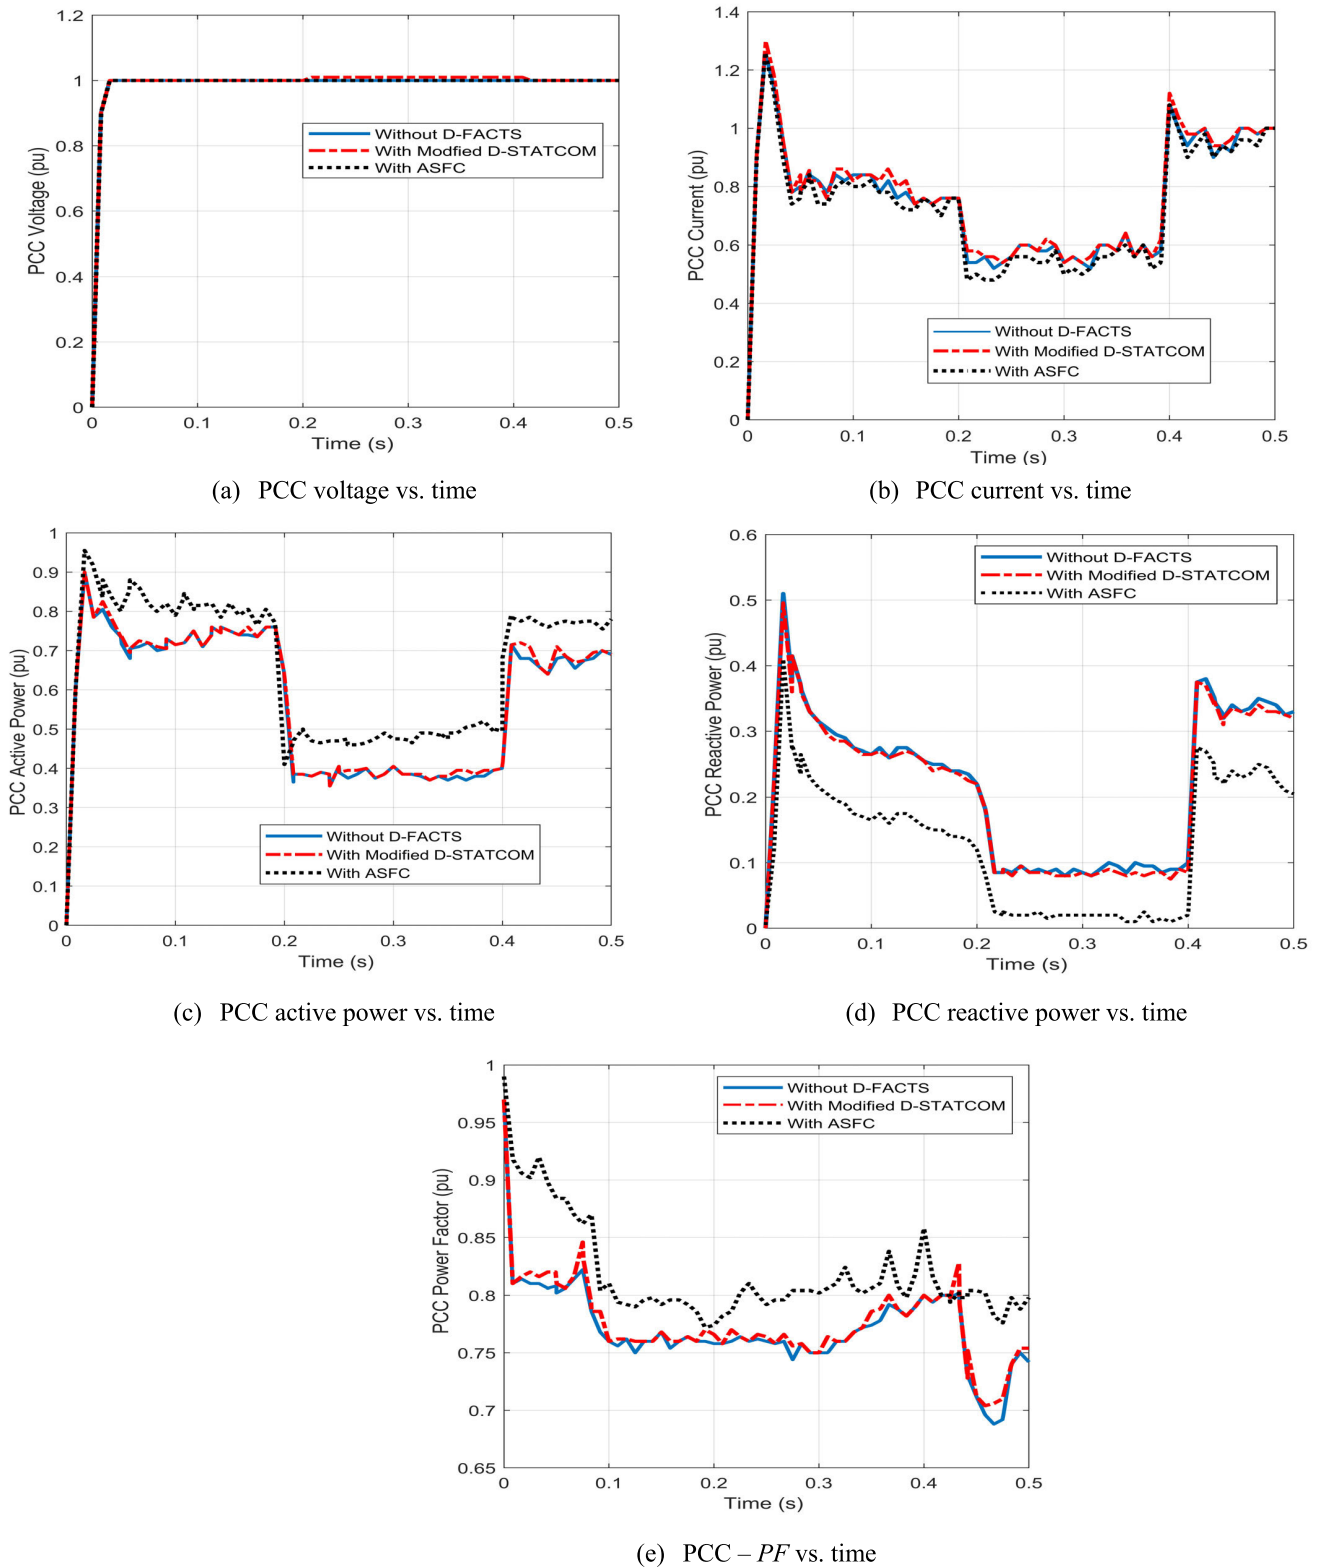 1.2
1
0.8
0.6
0.4
0.2
0
PCC Voltage (pu)
Without D-FACTS
With Modfied D-STATCOM
With ASFC
0 0.1 0.2 0.3 0.4 0.5
Time (s)
(a) PCC voltage vs. time
1.4
1.2
1
0.8
0.6
0.4
0.2
0
PCC Current (pu)
Without D-FACTS
With Modified D-STATCOM
With ASFC
0 0.1 0.2 0.3 0.4 0.5
Time (s)
(b) PCC current vs. time
1
0.9
0.8
0.7
0.6
0.5
0.4
0.3
0.2
0.1
0
PCC Active Power (pu)
Without D-FACTS
With Modified D-STATCOM
With ASFC
0 0.1 0.2 0.3 0.4 0.5
Time (s)
(c) PCC active power vs. time
0.6
0.5
0.4
0.3
0.2
0.1
0
PCC Reactive Power (pu)
Without D-FACTS
With Modified D-STATCOM
With ASFC
0 0.1 0.2 0.3 0.4 0.5
Time (s)
(d) PCC reactive power vs. time
1
0.95
0.9
0.85
0.8
0.75
0.7
0.65
PCC Power Factor (pu)
Without D-FACTS
With Modified D-STATCOM
With ASFC
0 0.1 0.2 0.3 0.4 0.5
Time (s)
(e) PCC – PF vs. time